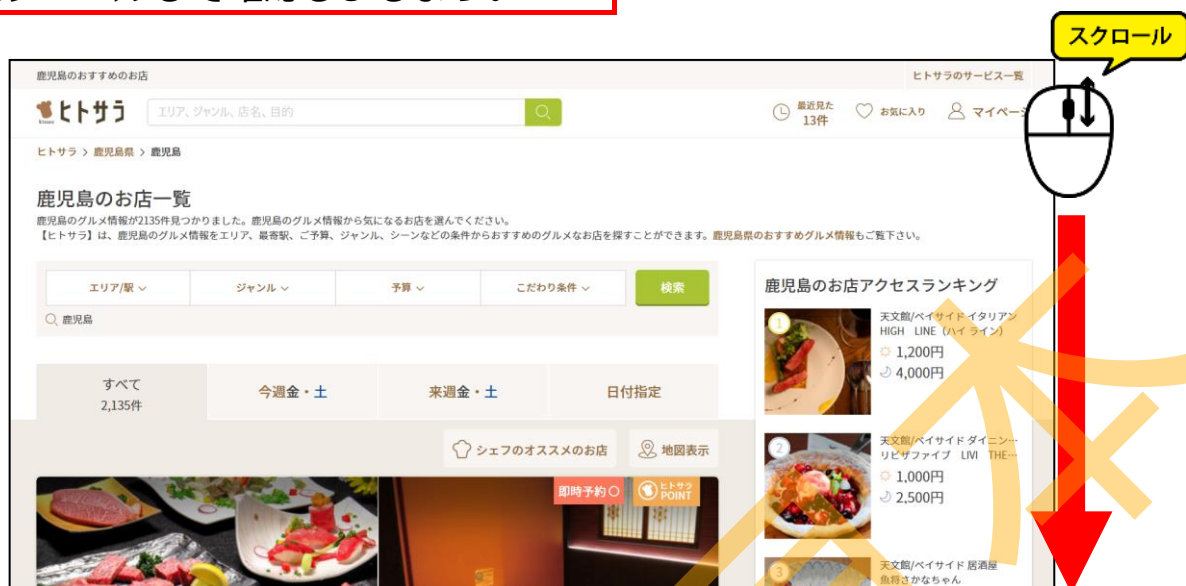 スクロール
鹿児島のおすすめのお店
ヒトサラのサービス一覧
ヒトサラ
エリア、ジャンル、店名、目的
最近見た
13件
お気に入り
マイページ
ヒトサラ > 鹿児島県 > 鹿児島
鹿児島のお店一覧
鹿児島のグルメ情報が2135件見つかりました。鹿児島のグルメ情報から気になるお店を選んでください。
【ヒトサラ】は、鹿児島のグルメ情報をエリア、最寄駅、ご予算、ジャンル、シーンなどの条件からおすすめのグルメなお店を探すことができます。鹿児島県のおすすめグルメ情報もご覧下さい。
エリア/駅
ジャンル
予算
こだわり条件
検索
鹿児島
すべて
2,135件
今週金・土
来週金・土
日付指定
シェフのオススメのお店
地図表示
即時予約○
ヒトサラ
POINT
鹿児島のお店アクセスランキング
1
天文館/ベイサイド イタリアン
HIGH LINE（ハイ ライン）
1,200円
4,000円
2
天文館/ベイサイド ダイニン…
リビザファイブ LIVI THE…
1,000円
2,500円
3
天文館/ベイサイド 居酒屋
魚将さかなちゃん